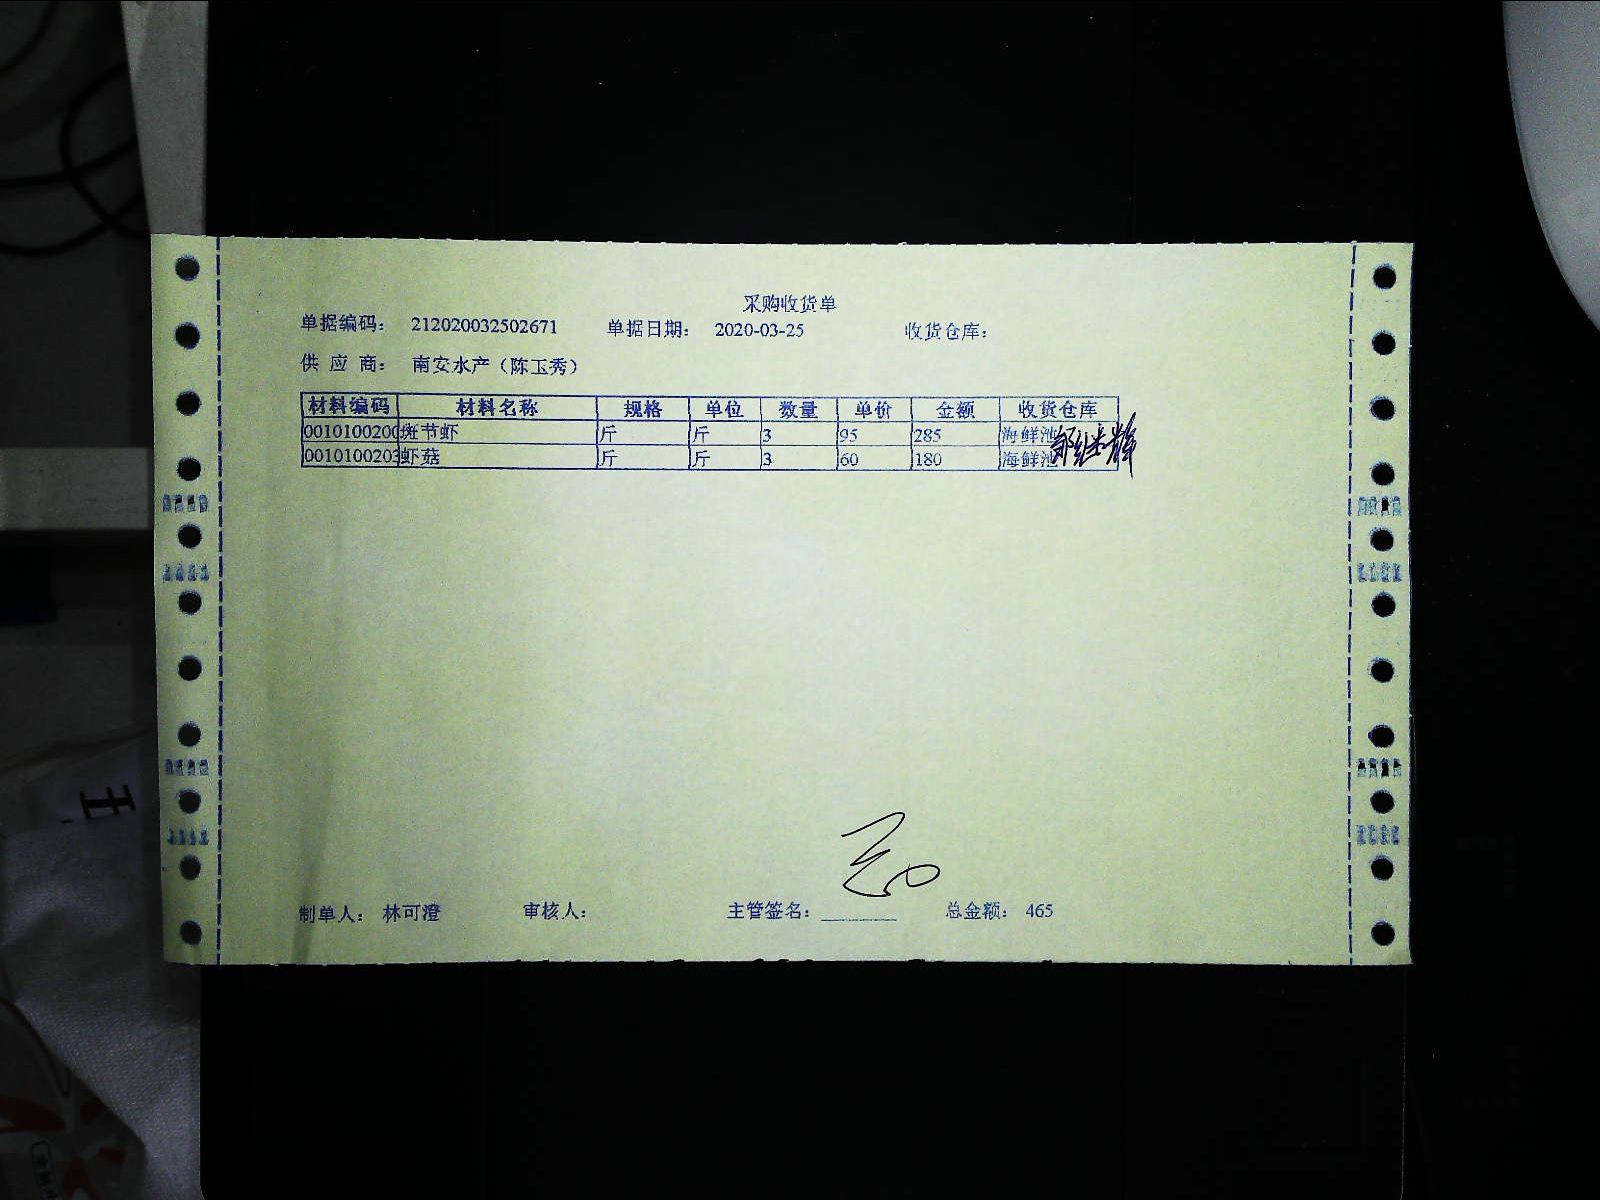 采购收货单
单据编码： 212020032502671 单据日期： 2020-03-25 收货仓库：
供 应 商： 南安水产（陈玉秀）
材料编码 材料名称 规格 单位 数量 单价 金额 收货仓库
0010100200 斑节虾 斤 斤 3 95 285 海鲜池
0010100203 虾菇 斤 斤 3 60 180 海鲜池
制单人： 林可澄 审核人： 主管签名： 总金额： 465